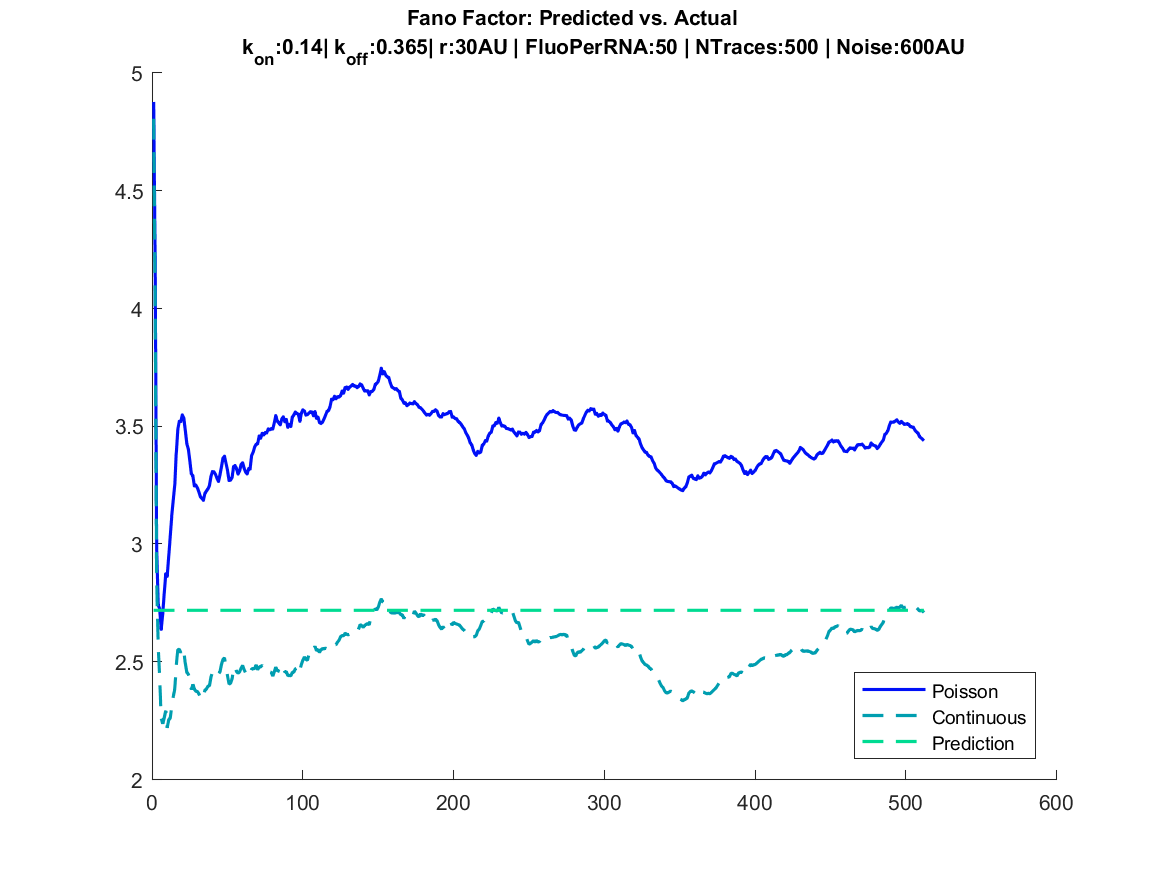 Fano Factor: Predicted vs. Actual
kon:0.14| koff:0.365| r:30AU | FluoPerRNA:50 | NTraces:500 | Noise:600AU
5
4.5
4
3.5
3
2.5
2
0 100 200 300 400 500 600
Poisson
Continuous
Prediction